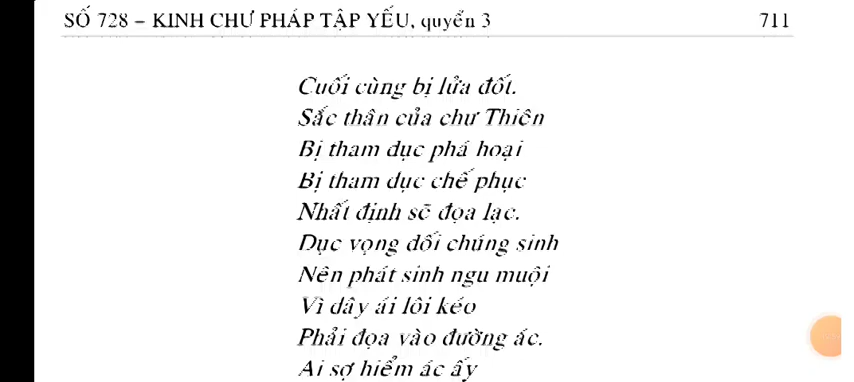 SỐ 728 – KINH CHƯ PHÁP TẬP YẾU, quyển 3 711
Cuối cùng bị lửa đốt.
Sắc thân của chư Thiên
Bị tham dục phá hoại
Bị tham dục chế phục
Nhất định sẽ đọa lạc.
Dục vọng dối chúng sinh
Nên phát sinh ngu muội
Vì dây ái lôi kéo
Phải đọa vào đường ác.
Ai sợ hiểm ác ấy